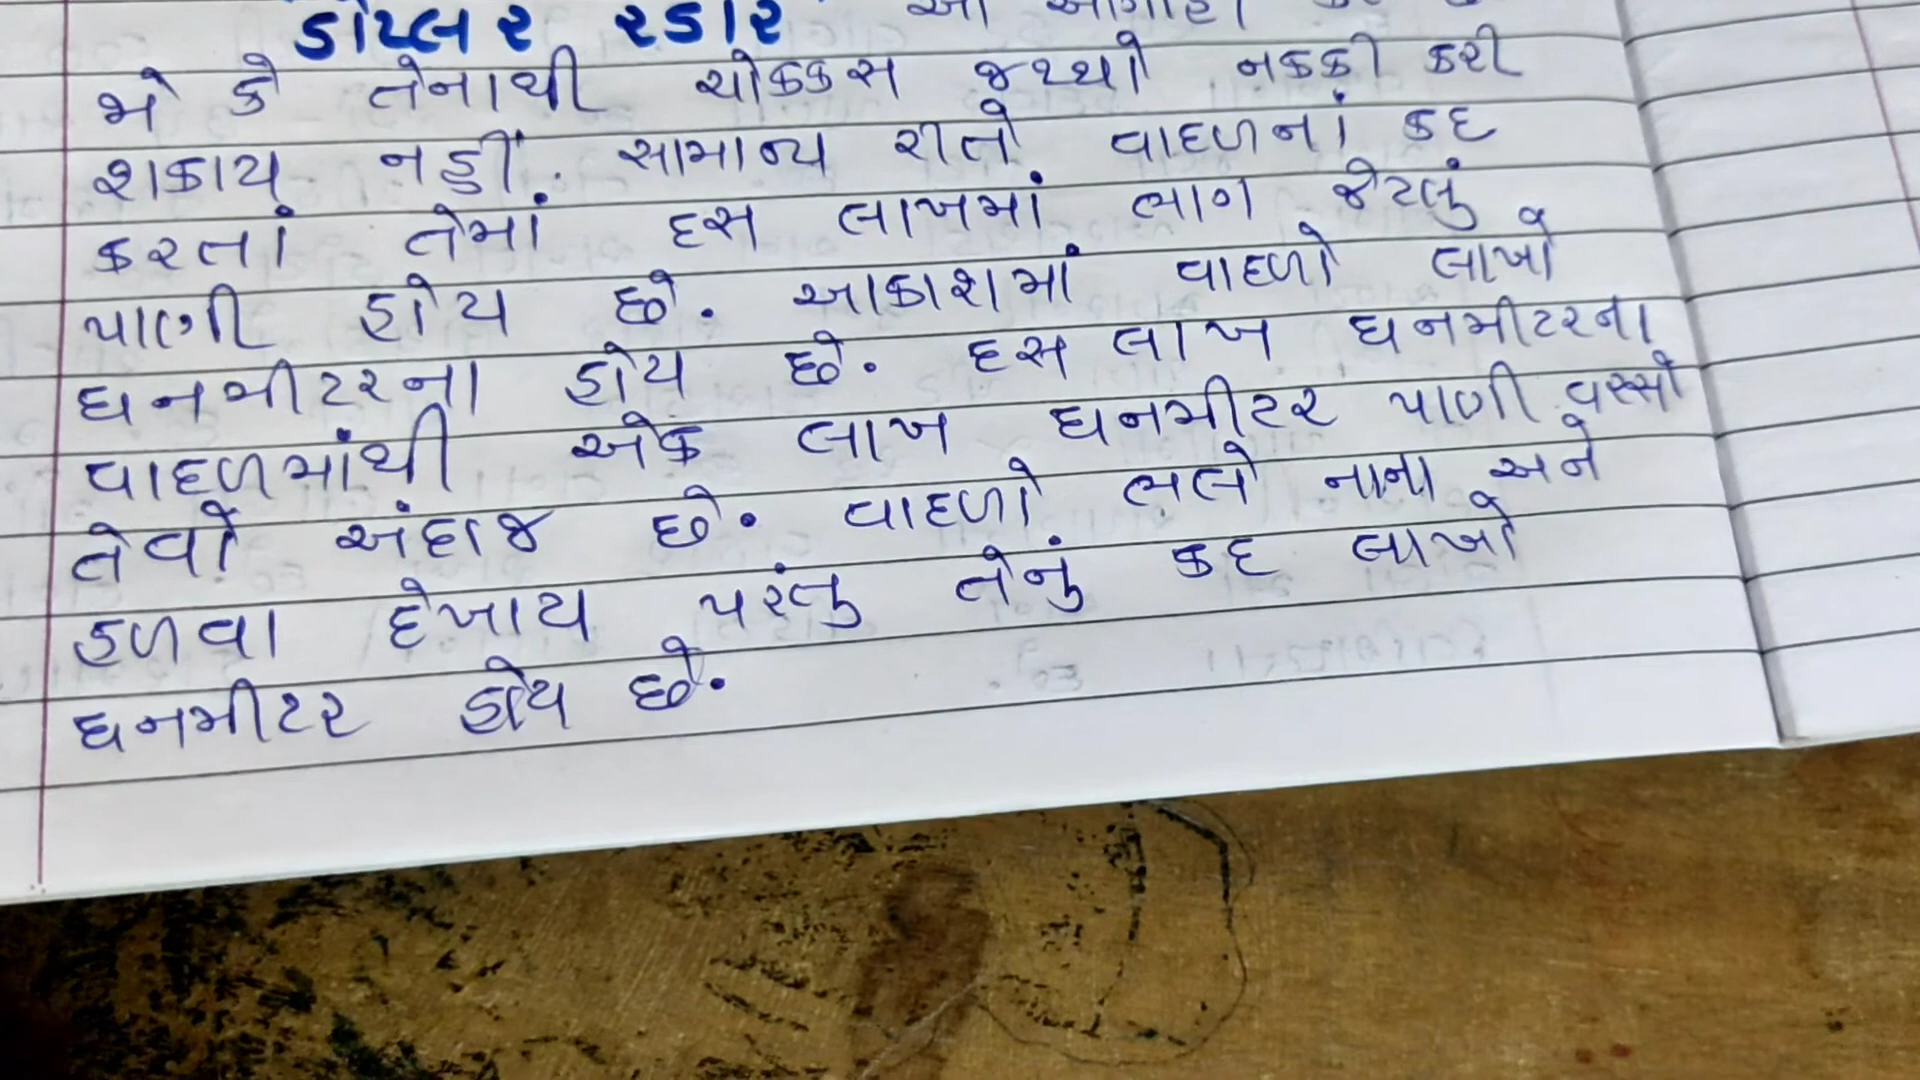 ડોપ્લર રડાર આ આગાહી
જો કે તેનાથી ચોક્કસ જથ્થો નક્કી કરી
શકાય નહીં. સામાન્ય રીતે વાદળનાં કદ
કરતાં તેમાં દસ લાખમાં ભાગ જેટલું
પાણી હોય છે. આકાશમાં વાદળો લાખો
ઘનમીટરના હોય છે. દસ લાખ ઘનમીટરના
વાદળમાંથી એક લાખ ઘનમીટર પાણી વરસે
તેવો અંદાજ છે. વાદળો ભલે નાના અને
હળવા દેખાય પરંતુ તેનું કદ લાખો
ઘનમીટર હોય છે.